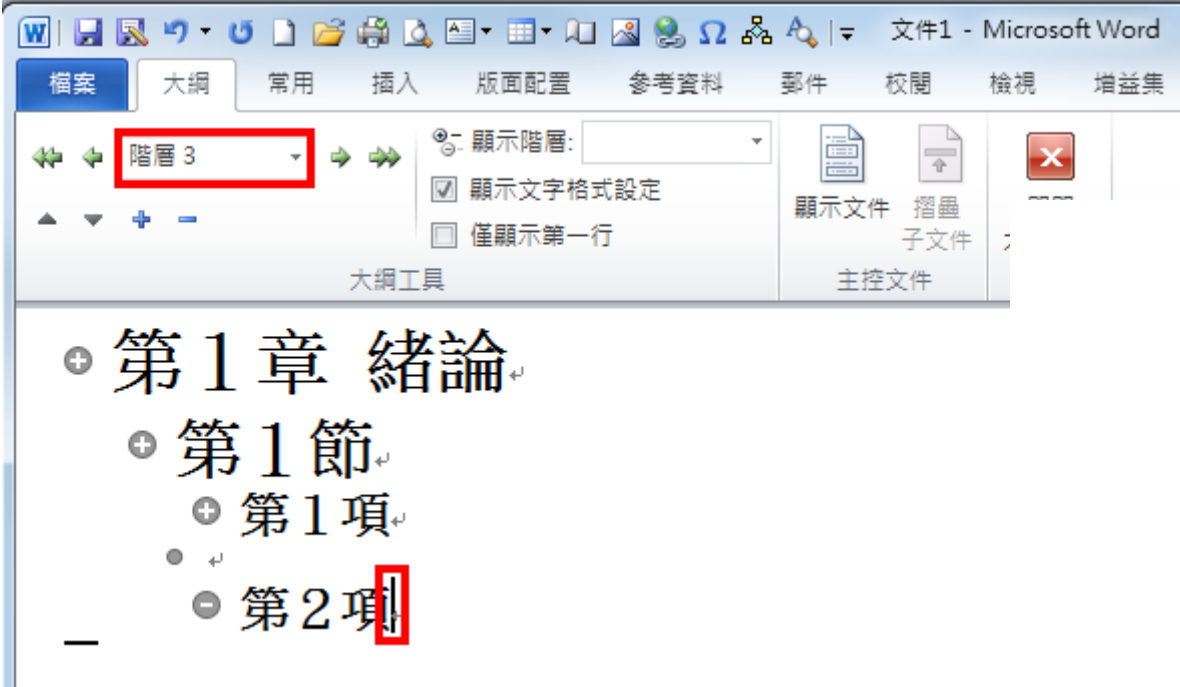 文件1 - Microsoft Word
檔案 大綱 常用 插入 版面配置 參考資料 郵件 校閱 檢視 增益集
階層 3
顯示階層:
顯示文字格式設定
僅顯示第一行
大綱工具
顯示文件
摺疊
子文件
主控文件
第１章 緒論
第１節
第１項
第２項